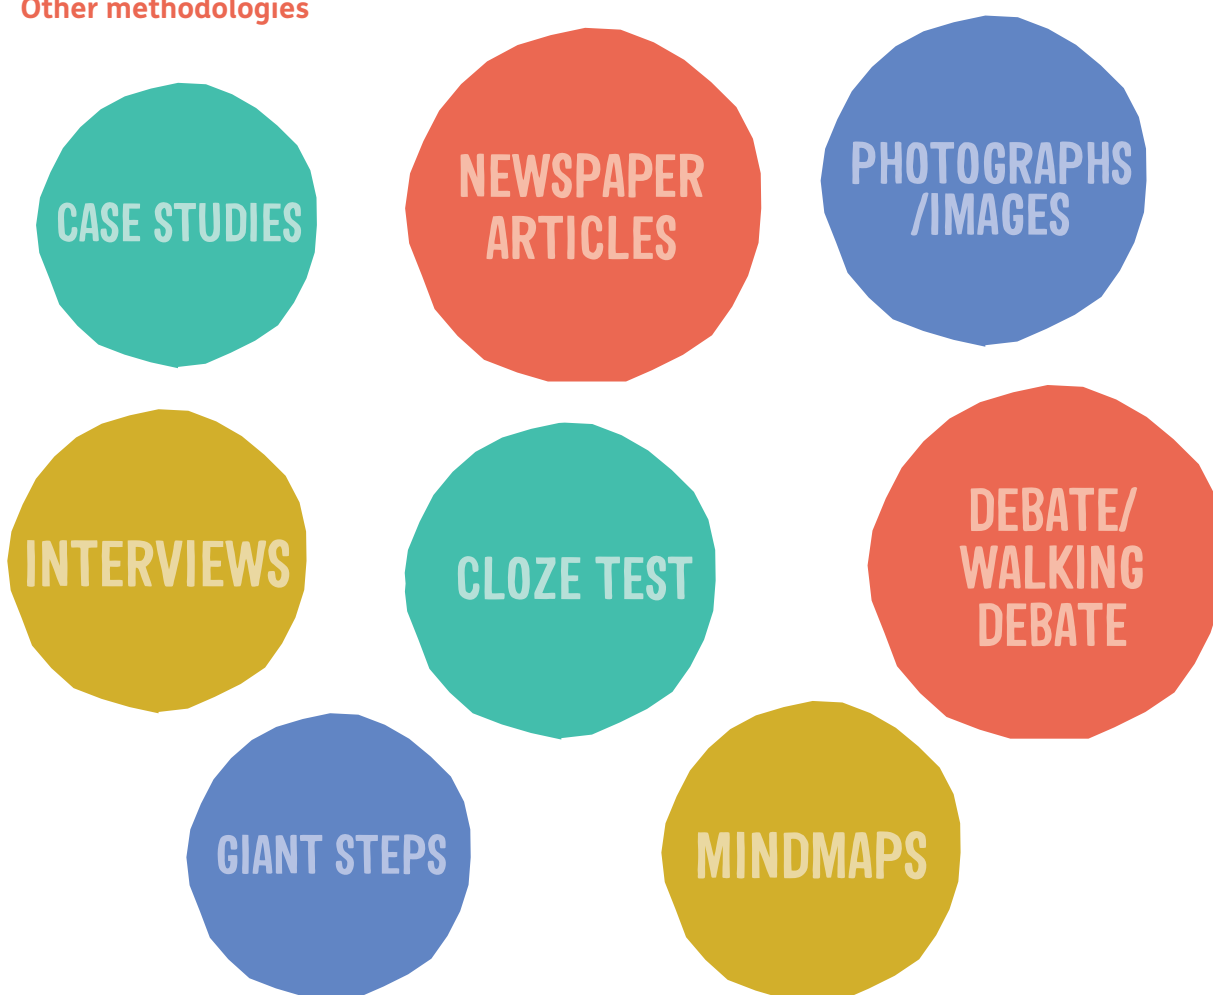 Other methodologies
CASE STUDIES
NEWSPAPER
ARTICLES
PHOTOGRAPHS
/IMAGES
INTERVIEWS
CLOZE TEST
DEBATE/
WALKING
DEBATE
GIANT STEPS
MINDMAPS